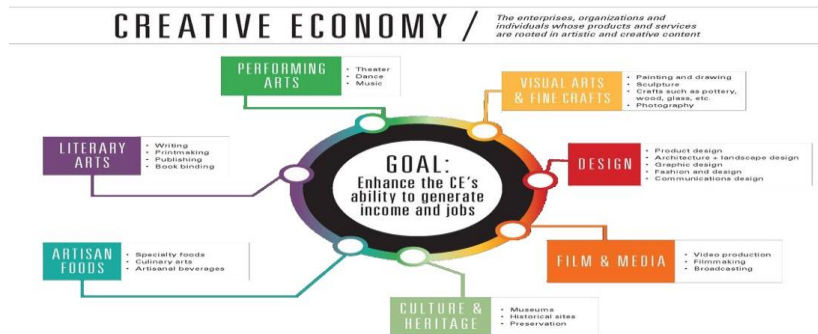 CREATIVE ECONOMY /
The enterprises, organizations and
individuals whose products and services
are rooted in artistic and creative content
PERFORMING
ARTS
• Theater
• Dance
• Music
VISUAL ARTS
& FINE CRAFTS
• Painting and drawing
• Sculpture
• Crafts such as pottery,
wood, glass, etc.
• Photography
LITERARY
ARTS
• Writing
• Printmaking
• Publishing
• Book binding
GOAL:
Enhance the CE's
ability to generate
income and jobs
DESIGN
• Product design
• Architecture + landscape design
• Graphic design
• Fashion and design
• Communications design
ARTISAN
FOODS
• Specialty foods
• Culinary arts
• Artisanal beverages
FILM & MEDIA
• Video production
• Filmmaking
• Broadcasting
CULTURE &
HERITAGE
• Museums
• Historical sites
• Preservation